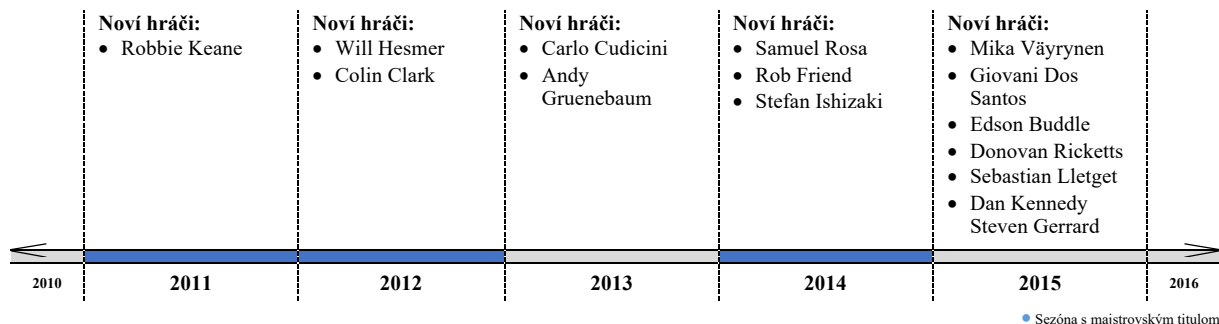 Noví hráči:
• Robbie Keane
Noví hráči:
• Will Hesmer
• Colin Clark
Noví hráči:
• Carlo Cudicini
• Andy
Gruenebaum
Noví hráči:
• Samuel Rosa
• Rob Friend
• Stefan Ishizaki
Noví hráči:
• Mika Väyrynen
• Giovani Dos
Santos
• Edson Buddle
• Donovan Ricketts
• Sebastian Lletget
• Dan Kennedy
Steven Gerrard
2010
2011
2012
2013
2014
2015
2016
• Sezóna s maistrovským titulom